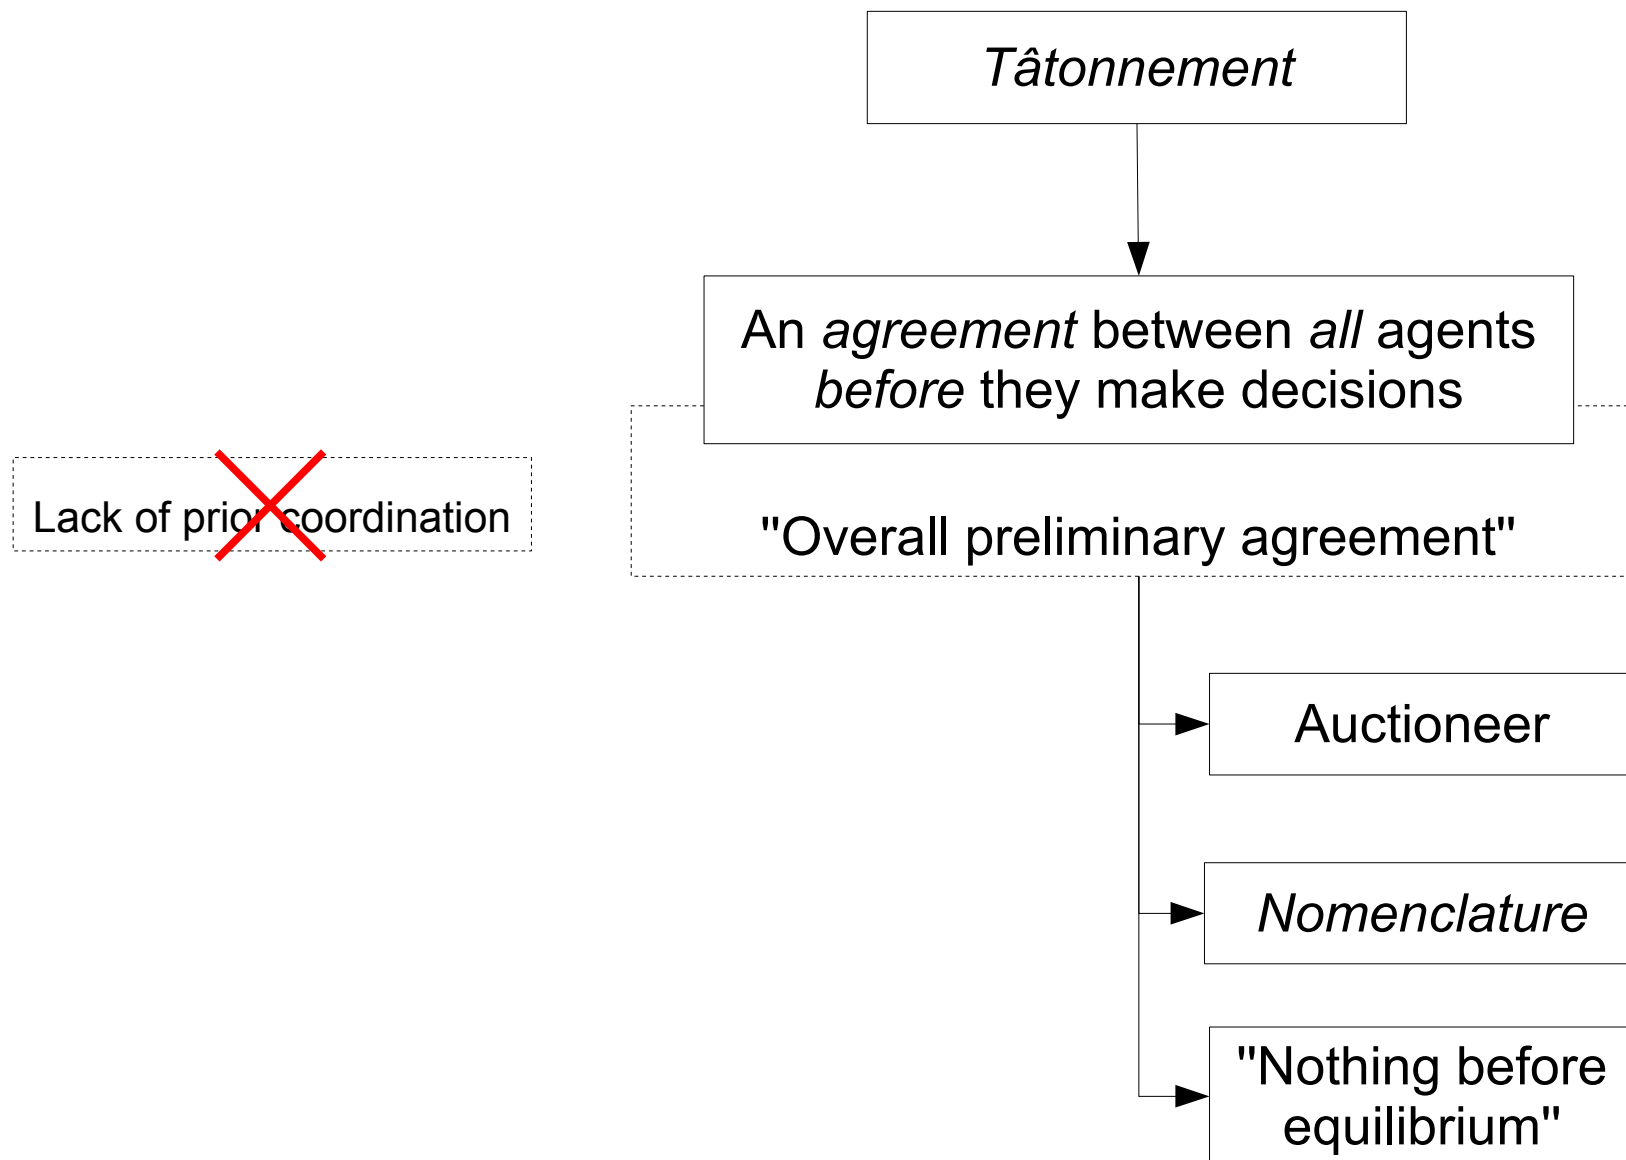 Tâtonnement
An agreement between all agents
before they make decisions
Lack of prior coordination
"Overall preliminary agreement"
Auctioneer
Nomenclature
"Nothing before
equilibrium"